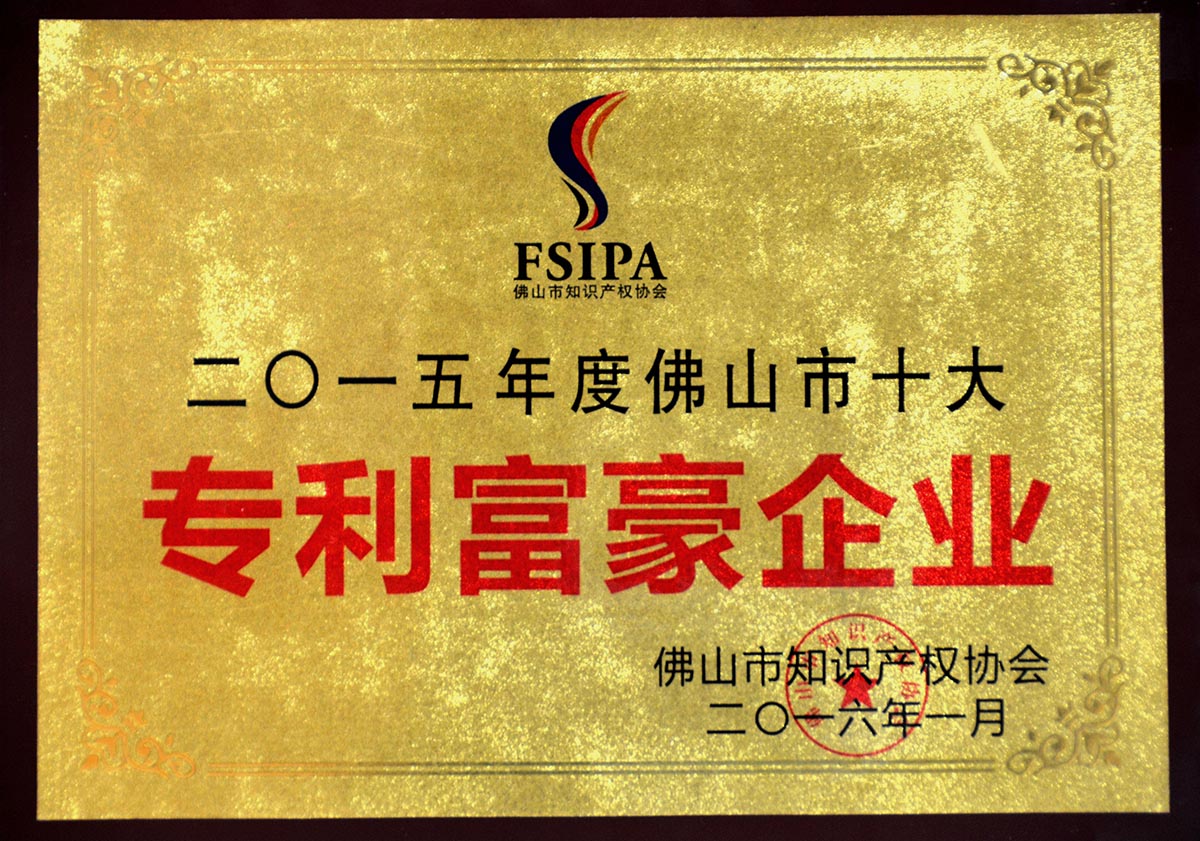 FSIPA
佛山市知识产权协会
二〇一五年度佛山市十大
专利富豪企业
佛山市知识产权协会
二〇一六年一月